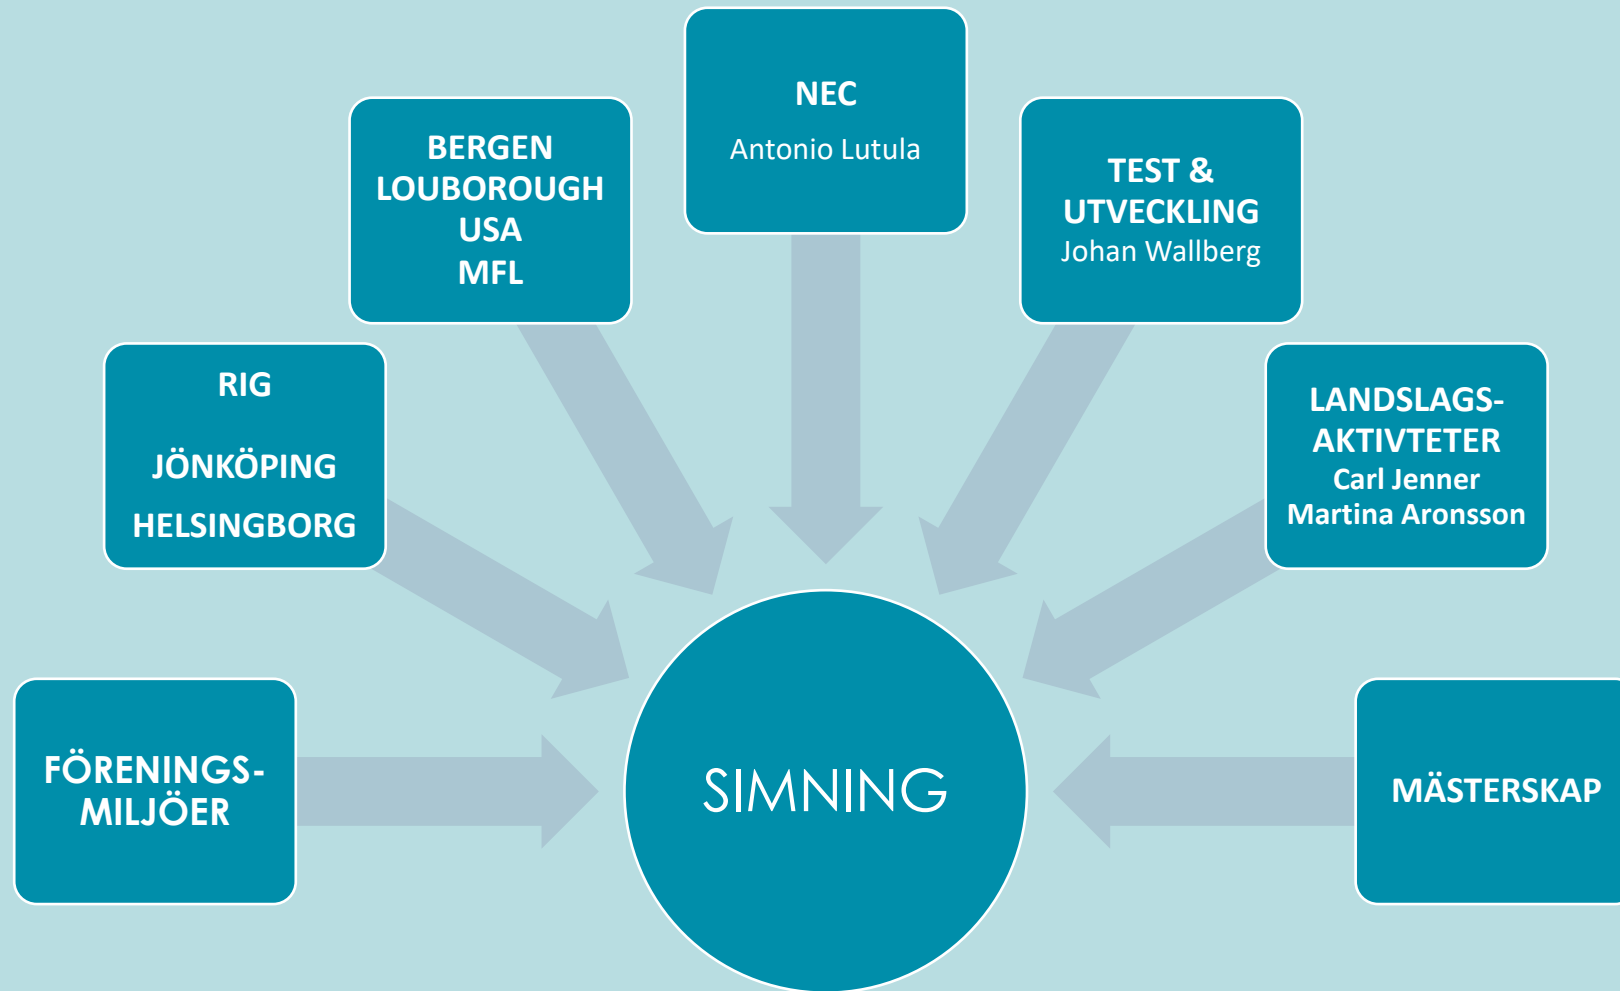 NEC
Antonio Lutula
BERGEN
LOUBOROUGH
USA
MFL
TEST &
UTVECKLING
Johan Wallberg
RIG
JÖNKÖPING
HELSINGBORG
LANDSLAGS-
AKTIVTETER
Carl Jenner
Martina Aronsson
FÖRENINGS-
MILJÖER
SIMNING
MÄSTERSKAP